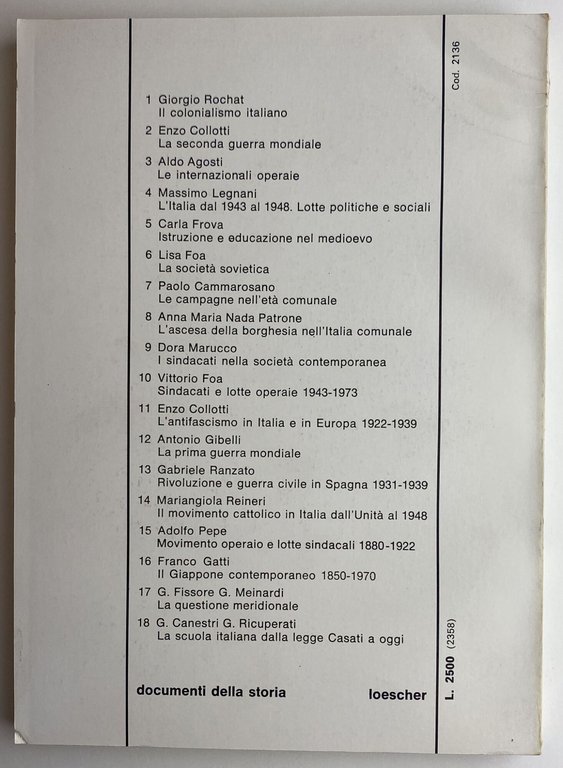 1 Giorgio Rochat
Il colonialismo italiano
2 Enzo Collotti
La seconda guerra mondiale
3 Aldo Agosti
Le internazionali operaie
4 Massimo Legnani
L'Italia dal 1943 al 1948. Lotte politiche e sociali
5 Carla Frova
Istruzione e educazione nel medioevo
6 Lisa Foa
La società sovietica
7 Paolo Cammarosano
Le campagne nell'età comunale
8 Anna Maria Nada Patrone
L'ascesa della borghesia nell'Italia comunale
9 Dora Marucco
I sindacati nella società contemporanea
10 Vittorio Foa
Sindacati e lotte operaie 1943-1973
11 Enzo Collotti
L'antifascismo in Italia e in Europa 1922-1939
12 Antonio Gibelli
La prima guerra mondiale
13 Gabriele Ranzato
Rivoluzione e guerra civile in Spagna 1931-1939
14 Mariangiola Reineri
Il movimento cattolico in Italia dall'Unità al 1948
15 Adolfo Pepe
Movimento operaio e lotte sindacali 1880-1922
16 Franco Gatti
Il Giappone contemporaneo 1850-1970
17 G. Fissore G. Meinardi
La questione meridionale
18 G. Canestri G. Ricuperati
La scuola italiana dalla legge Casati a oggi
documenti della storia loescher
Cod. 2136
L. 2500 (2358)